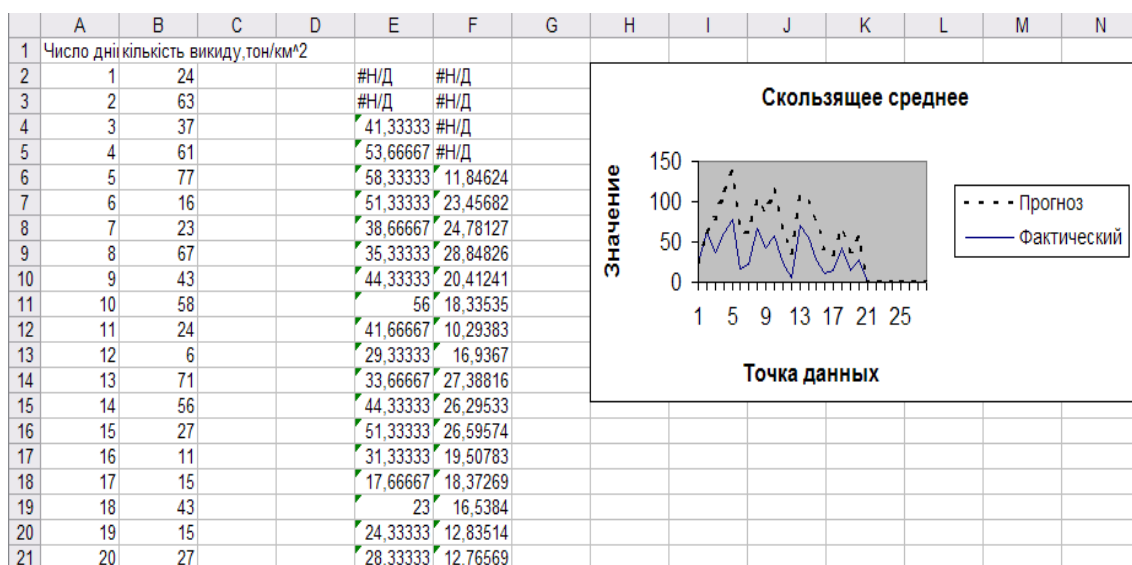 A B C D E F G H I J K L M N
1 Число дні кількість викиду,тон/км^2
2 1 24 #Н/Д #Н/Д
3 2 63 #Н/Д #Н/Д
4 3 37 41,33333 #Н/Д
5 4 61 53,66667 #Н/Д
6 5 77 58,33333 11,84624
7 6 16 51,33333 23,45682
8 7 23 38,66667 24,78127
9 8 67 35,33333 28,84826
10 9 43 44,33333 20,41241
11 10 58 56 18,33535
12 11 24 41,66667 10,29383
13 12 6 29,33333 16,9367
14 13 71 33,66667 27,38816
15 14 56 44,33333 26,29533
16 15 27 51,33333 26,59574
17 16 11 31,33333 19,50783
18 17 15 17,66667 18,37269
19 18 43 23 16,5384
20 19 15 24,33333 12,83514
21 20 27 28,33333 12,76569
Скользящее среднее
Значение
150
100
50
0
1 5 9 13 17 21 25
Точка данных
Прогноз
Фактический